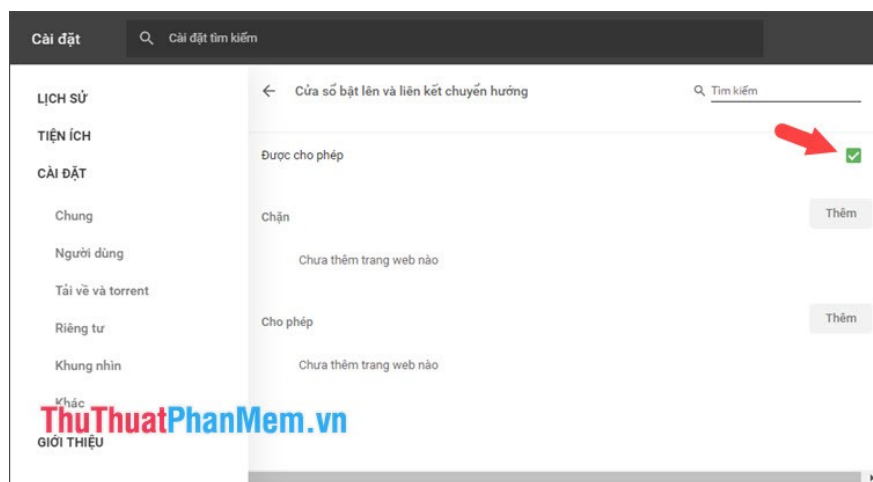 Cài đặt
Cài đặt tìm kiếm
LỊCH SỬ
TIỆN ÍCH
CÀI ĐẶT
Chung
Người dùng
Tải về và torrent
Riêng tư
Khung nhìn
Khác
GIỚI THIỆU
Cửa sổ bật lên và liên kết chuyển hướng
Tìm kiếm
Được cho phép
Chặn
Thêm
Chưa thêm trang web nào
Cho phép
Thêm
Chưa thêm trang web nào
ThuThuatPhanMem.vn